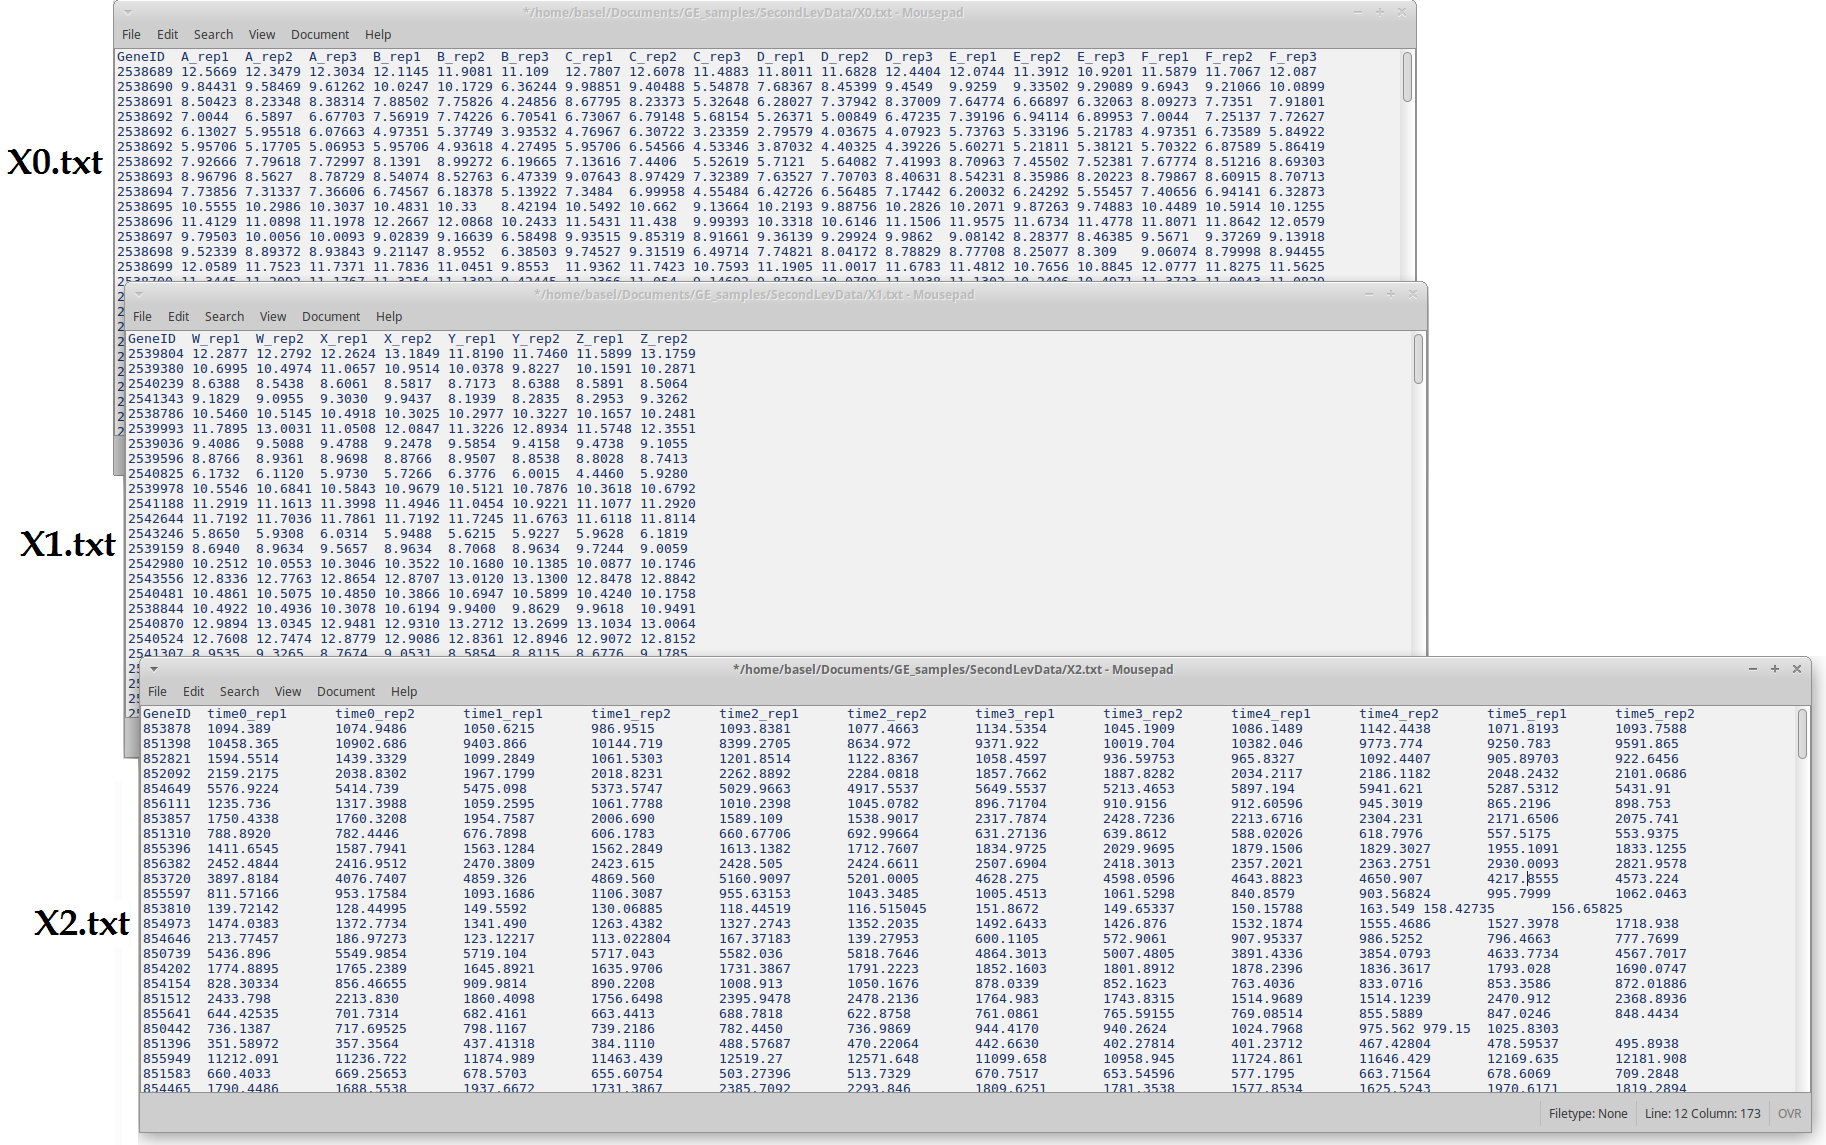 */home/basel/Documents/GE_samples/SecondLevData/X0.txt - Mousepad
File Edit Search View Document Help
GeneID A_rep1 A_rep2 A_rep3 B_rep1 B_rep2 B_rep3 C_rep1 C_rep2 C_rep3 D_rep1 D_rep2 D_rep3 E_rep1 E_rep2 E_rep3 F_rep1 F_rep2 F_rep3
2538689 12.5669 12.3479 12.3034 12.1145 11.9081 11.109 12.7807 12.6078 11.4883 11.8011 11.6828 12.4404 12.0744 11.3912 10.9201 11.5879 11.7067 12.087
2538690 9.84431 9.58469 9.61262 10.0247 10.1729 6.36244 9.98851 9.40488 5.54878 7.68367 8.45399 9.4549 9.9259 9.33502 9.29089 9.6943 9.21066 10.0899
2538691 8.50423 8.23348 8.38314 7.88502 7.75826 4.24856 8.67795 8.23373 5.32648 6.28027 7.37942 8.37009 7.64774 6.66897 6.32063 8.09273 7.7351 7.91801
2538692 7.0044 6.5897 6.67703 7.56919 7.74226 6.70541 6.73067 6.79148 5.68154 5.26371 5.00849 6.47235 7.39196 6.94114 6.89953 7.0044 7.25137 7.72627
2538692 6.13027 5.95518 6.07663 4.97351 5.37749 3.93532 4.76967 6.30722 3.23359 2.79579 4.03675 4.07923 5.73763 5.33196 5.21783 4.97351 6.73589 5.84922
2538692 5.95706 5.17705 5.06953 5.95706 4.93618 4.27495 5.95706 6.54566 4.53346 3.87032 4.40325 4.39226 5.60271 5.21811 5.38121 5.70322 6.87589 5.86419
2538692 7.92666 7.79618 7.72997 8.1391 8.99272 6.19665 7.13616 7.4406 5.52619 5.7121 5.64082 7.41993 8.70963 7.45502 7.52381 7.67774 8.51216 8.69303
2538693 8.96796 8.5627 8.78729 8.54074 8.52763 6.47339 9.06743 8.97429 7.32389 7.63527 7.70703 8.40631 8.54231 8.35986 8.20223 8.79867 8.60915 8.70713
2538694 7.73856 7.31337 7.36606 6.74567 6.18378 5.13922 7.3484 6.99958 4.55484 6.42726 6.56485 7.17442 6.20032 6.24292 5.55457 7.40656 6.94141 6.32873
2538695 10.5555 10.2986 10.3037 10.4831 10.33 8.42194 10.5492 10.662 9.13664 10.2193 9.88756 10.2826 10.2071 9.87263 9.74883 10.4489 10.5914 10.1255
2538696 11.4129 11.0898 11.1978 12.2667 12.0868 10.2433 11.5431 11.438 9.99393 10.3318 10.6146 11.1506 11.9575 11.6734 11.4778 11.8071 11.8642 12.0579
2538697 9.79503 10.0056 10.0093 9.02839 9.16639 6.58498 9.93515 9.85319 8.91661 9.36139 9.29924 9.9862 9.08142 8.28377 8.46385 9.5671 9.37269 9.13918
2538698 9.52339 8.89372 8.93843 9.21147 8.9552 6.38503 9.74527 9.31519 6.49714 7.74821 8.04172 8.78829 8.77708 8.25077 8.309 9.06074 8.79998 8.94455
2538699 12.0589 11.7523 11.7371 11.7836 11.0451 9.8553 11.9362 11.7423 10.7593 11.1905 11.0017 11.6783 11.4812 10.7656 10.8845 12.0777 11.8275 11.5625
X0.txt
*/home/basel/Documents/GE_samples/SecondLevData/X1.txt - Mousepad
File Edit Search View Document Help
GeneID W_rep1 W_rep2 X_rep1 X_rep2 Y_rep1 Y_rep2 Z_rep1 Z_rep2
2539804 12.2877 12.2792 12.2624 13.1849 11.8190 11.7460 11.5899 13.1759
2539380 10.6995 10.4974 11.0657 10.9514 10.0378 9.8227 10.1591 10.2871
2540239 8.6388 8.5438 8.6061 8.5817 8.7173 8.6388 8.5891 8.5064
2541343 9.1829 9.0955 9.3030 9.9437 8.1939 8.2835 8.2953 9.3262
2538786 10.5460 10.5145 10.4918 10.3025 10.2977 10.3227 10.1657 10.2481
2539993 11.7895 13.0031 11.0508 12.0847 11.3226 12.8934 11.5748 12.3551
2539036 9.4086 9.5088 9.4788 9.2478 9.5854 9.4158 9.4738 9.1055
2539596 8.8766 8.9361 8.9698 8.8766 8.9507 8.8538 8.8028 8.7413
2540825 6.1732 6.1120 5.9730 5.7266 6.3776 6.0015 4.4460 5.9280
2539978 10.5546 10.6841 10.5843 10.9679 10.5121 10.7876 10.3618 10.6792
2541188 11.2919 11.1613 11.3998 11.4946 11.0454 10.9221 11.1077 11.2920
2542644 11.7192 11.7036 11.7861 11.7192 11.7245 11.6763 11.6118 11.8114
2543246 5.8650 5.9308 6.0314 5.9488 5.6215 5.9227 5.9628 6.1819
2539159 8.6940 8.9634 9.5657 8.9634 8.7068 8.9634 9.7244 9.0059
2542980 10.2512 10.0553 10.3046 10.3522 10.1680 10.1385 10.0877 10.1746
2543556 12.8336 12.7763 12.8654 12.8707 13.0120 13.1300 12.8478 12.8842
2540481 10.4861 10.5075 10.4850 10.3866 10.6947 10.5899 10.4240 10.1758
2538844 10.4922 10.4936 10.3078 10.6194 9.9400 9.8629 9.9618 10.9491
2540870 12.9894 13.0345 12.9481 12.9310 13.2712 13.2699 13.1034 13.0064
2540524 12.7608 12.7474 12.8779 12.9086 12.8361 12.8946 12.9072 12.8152
2541307 8.9535 9.3265 8.7674 9.0531 8.5854 8.8115 8.6776 9.1785
X1.txt
*/home/basel/Documents/GE_samples/SecondLevData/X2.txt - Mousepad
File Edit Search View Document Help
GeneID time0_rep1 time0_rep2 time1_rep1 time1_rep2 time2_rep1 time2_rep2 time3_rep1 time3_rep2 time4_rep1 time4_rep2 time5_rep1 time5_rep2
853878 1094.389 1074.9486 1050.6215 986.9515 1093.8381 1077.4663 1134.5354 1045.1909 1086.1489 1142.4438 1071.8193 1093.7588
851398 10458.365 10902.686 9403.866 10144.719 8399.2705 8634.972 9371.922 10019.704 10382.046 9773.774 9250.783 9591.865
852821 1594.5514 1439.3329 1099.2849 1061.5303 1201.8514 1122.8367 1058.4597 936.59753 965.8327 1092.4407 905.89703 922.6456
852092 2159.2175 2038.8302 1967.1799 2018.8231 2262.8892 2284.0818 1857.7662 1887.8282 2034.2117 2186.1182 2048.2432 2101.0686
854649 5576.9224 5414.739 5475.098 5373.5747 5029.9663 4917.5537 5649.5537 5213.4653 5897.194 5941.621 5287.5312 5431.91
856111 1235.736 1317.3988 1059.2595 1061.7788 1010.2398 1045.0782 896.71704 910.9156 912.60596 945.3019 865.2196 898.753
853857 1750.4338 1760.3208 1954.7587 2006.690 1589.109 1538.9017 2317.7874 2428.7236 2213.6716 2304.231 2171.6506 2075.741
851310 788.8920 782.4446 676.7898 606.1783 660.67706 692.99664 631.27136 639.8612 588.02026 618.7976 557.5175 553.9375
855396 1411.6545 1587.7941 1563.1284 1562.2849 1613.1382 1712.7607 1834.9725 2029.9695 1879.1506 1829.3027 1955.1091 1833.1255
856382 2452.4844 2416.9512 2470.3809 2423.615 2428.505 2424.6611 2507.6904 2418.3013 2357.2021 2363.2751 2930.0093 2821.9578
853720 3897.8184 4076.7407 4859.326 4869.560 5160.9097 5201.0005 4628.275 4598.0596 4643.8823 4650.907 4217.8555 4573.224
855597 811.57166 953.17584 1093.1686 1106.3087 955.63153 1043.3485 1005.4513 1061.5298 840.8579 903.56824 995.7999 1062.0463
853810 139.72142 128.44995 149.5592 130.06885 118.44519 116.515045 151.8672 149.65337 150.15788 163.549 158.42735 156.65825
854973 1474.0383 1372.7734 1341.490 1263.4382 1327.2743 1352.2035 1492.6433 1426.876 1532.1874 1555.4686 1527.3978 1718.938
854646 213.77457 186.97273 123.12217 113.022804 167.37183 139.27953 600.1105 572.9061 907.95337 986.5252 796.4663 777.7699
850739 5436.896 5549.9854 5719.104 5717.043 5582.036 5818.7646 4864.3013 5007.4805 3891.4336 3854.0793 4633.7734 4567.7017
854202 1774.8895 1765.2389 1645.8921 1635.9706 1731.3867 1791.2223 1852.1603 1801.8912 1878.2396 1836.3617 1793.028 1690.0747
854154 828.30334 856.46655 909.9814 890.2208 1008.913 1050.1676 878.0339 852.1623 763.4036 833.0716 853.3586 872.01886
851512 2433.798 2213.830 1860.4098 1756.6498 2395.9478 2478.2136 1764.983 1743.8315 1514.9689 1514.1239 2470.912 2368.8936
855641 644.42535 701.7314 682.4161 663.4413 688.7818 622.8758 761.0861 765.59155 769.08514 855.5889 847.0246 848.4434
850442 736.1387 717.69525 798.1167 739.2186 782.4450 736.9869 944.4170 940.2624 1024.7968 975.562 979.15 1025.8303
851396 351.58972 357.3564 437.41318 384.1110 488.57687 470.22064 442.6630 402.27814 401.23712 467.42804 478.59537 495.8938
855949 11212.091 11236.722 11874.989 11463.439 12519.27 12571.648 11099.658 10958.945 11724.861 11646.429 12169.635 12181.908
851583 660.4033 669.25653 678.5703 655.60754 503.27396 513.7329 670.7517 653.54596 577.1795 663.71564 678.6069 709.2848
854465 1790.4486 1688.5538 1937.6672 1731.3867 2385.7092 2293.846 1809.6251 1781.3538 1577.8534 1625.5243 1970.6171 1819.2894
X2.txt
Filetype: None Line: 12 Column: 173 OVR